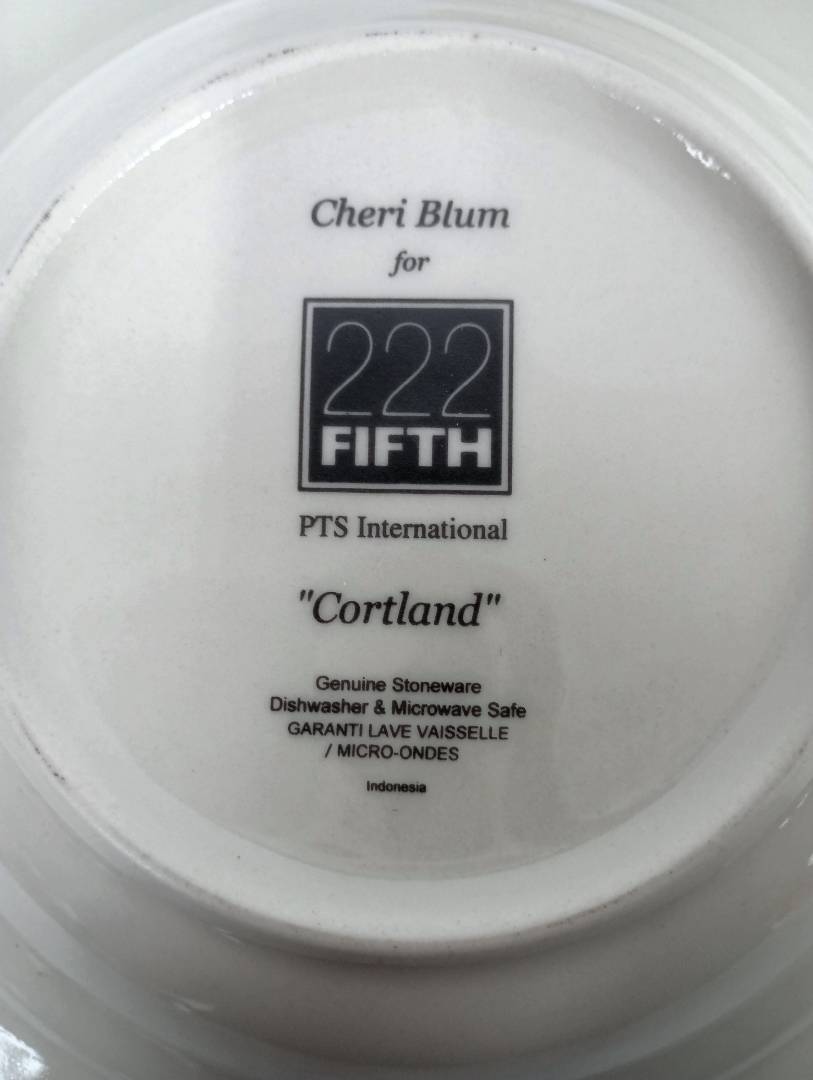 Cheri Blum
for
222
FIFTH
PTS International
"Cortland"
Genuine Stoneware
Dishwasher & Microwave Safe
GARANTI LAVE VAISSELLE
/ MICRO-ONDES
Indonesia